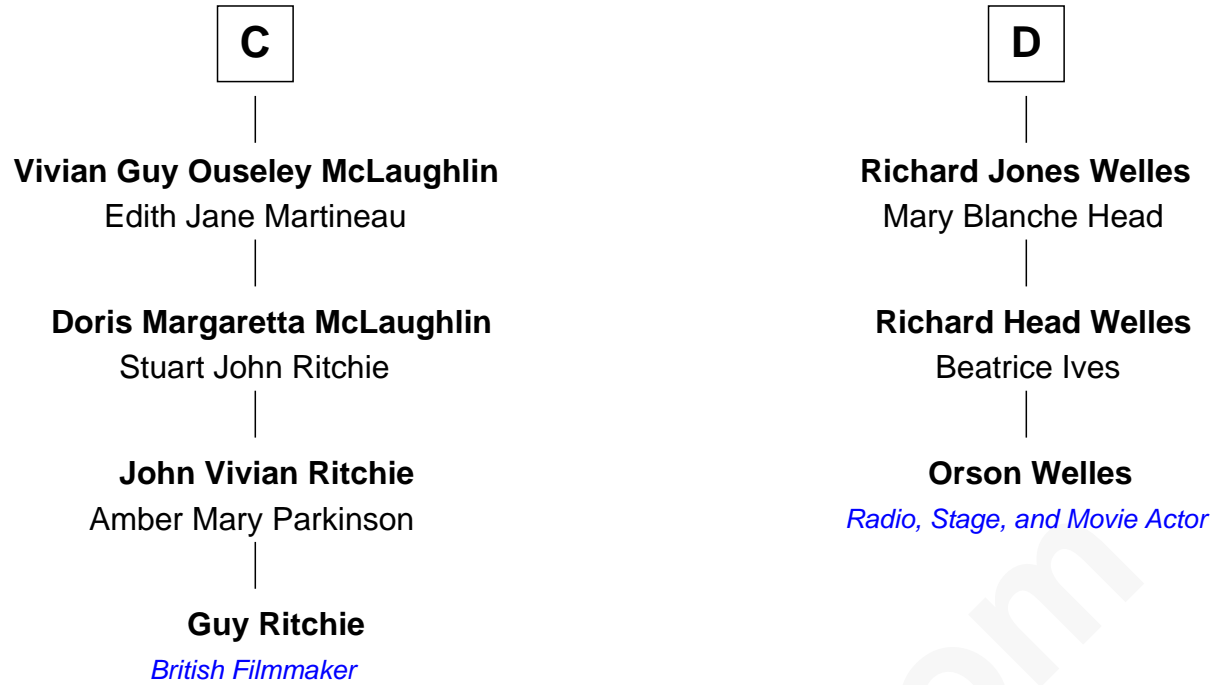 C
Vivian Guy Ouseley McLaughlin
Edith Jane Martineau
Doris Margaretta McLaughlin
Stuart John Ritchie
John Vivian Ritchie
Amber Mary Parkinson
Guy Ritchie
British Filmmaker
D
Richard Jones Welles
Mary Blanche Head
Richard Head Welles
Beatrice Ives
Orson Welles
Radio, Stage, and Movie Actor
om